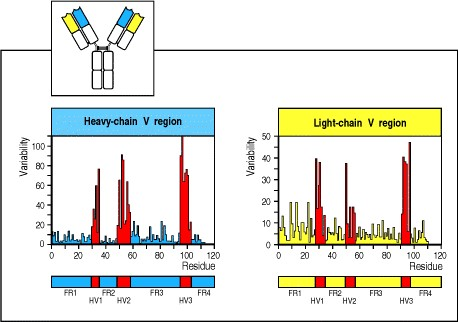 Heavy-chain V region
Variability
100
80
60
40
20
0
0 20 40 60 80 100 120
Residue
FR1 FR2 FR3 FR4
HV1 HV2 HV3
Light-chain V region
Variability
50
40
30
20
10
0
0 20 40 60 80 100 120
Residue
FR1 FR2 FR3 FR4
HV1 HV2 HV3